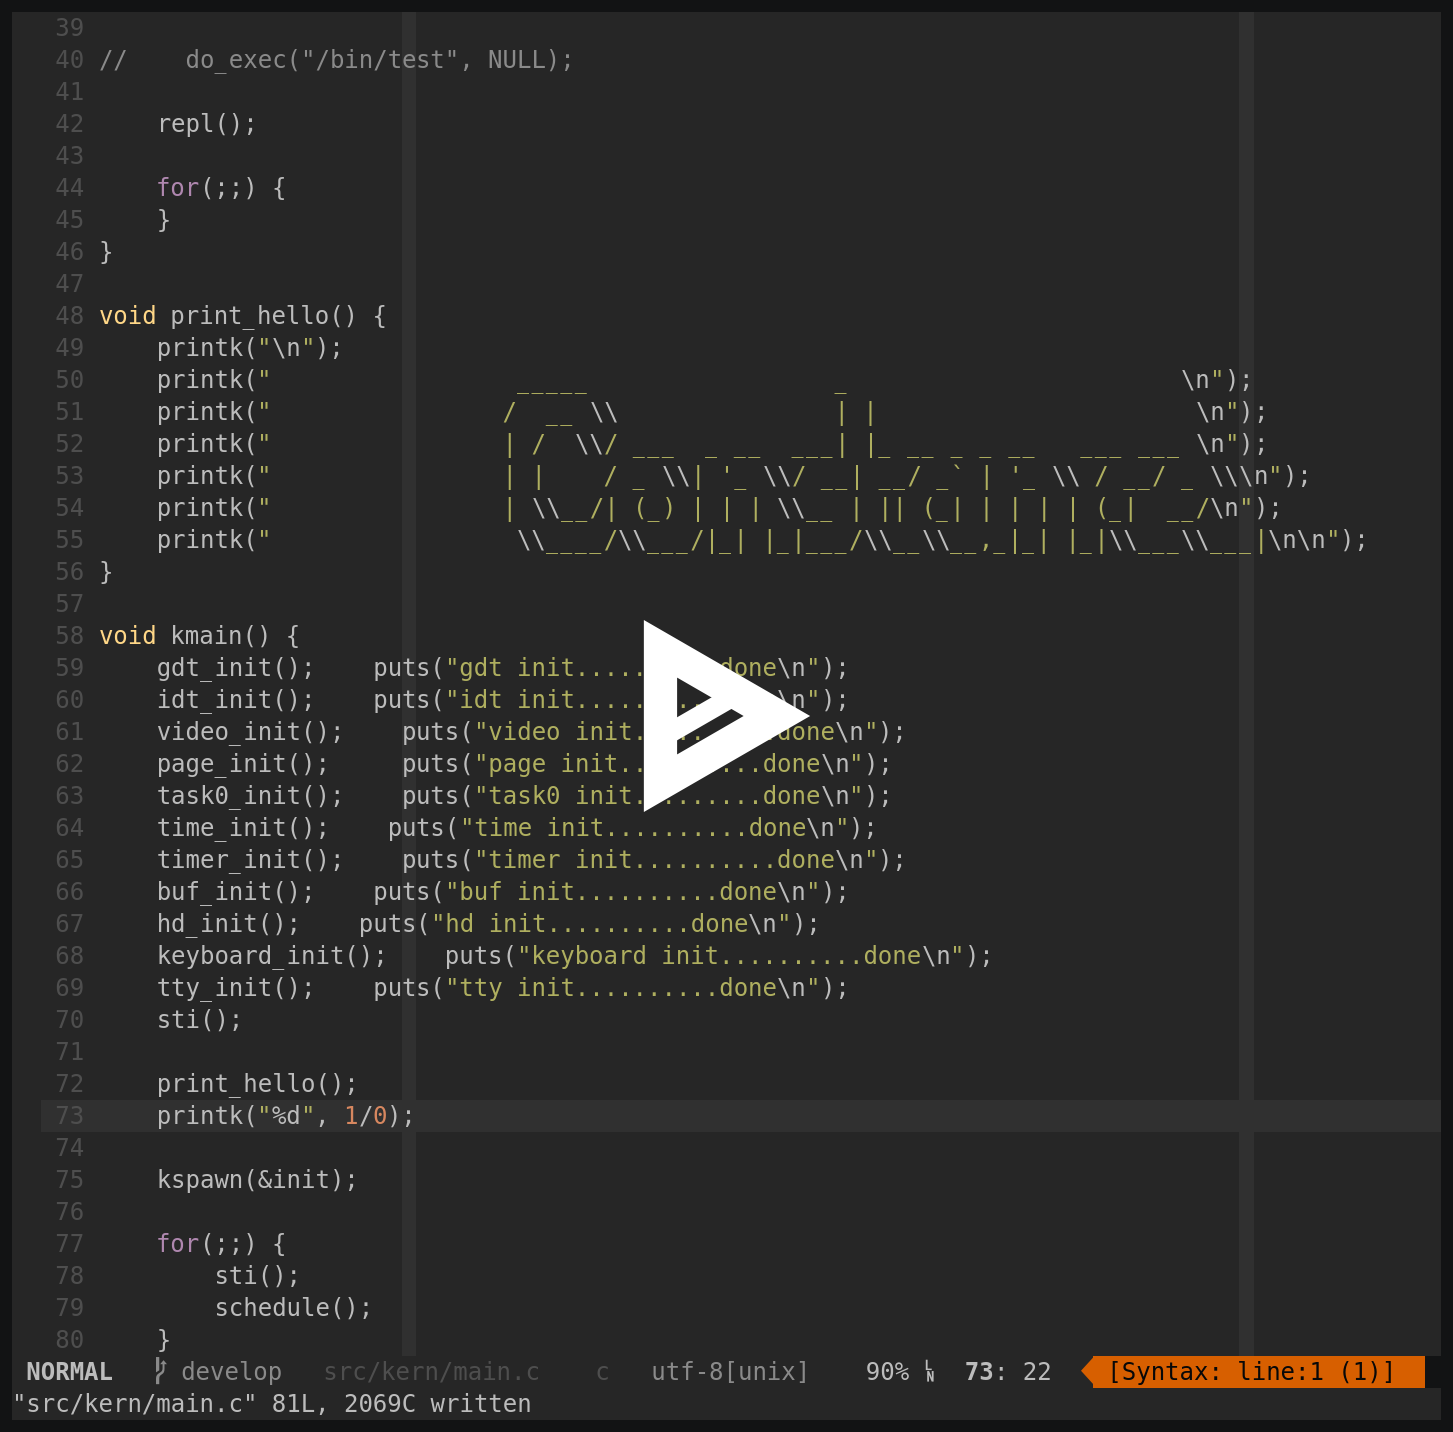 39
40 //    do_exec("/bin/test", NULL);
41
42     repl();
43
44     for(;;) {
45     }
46 }
47
48 void print_hello() {
49     printk("\n");
50     printk("                 _____                 _                       \n");
51     printk("                /  __ \\               | |                      \n");
52     printk("                | /  \\/ ___  _ __  ___| |_ __ _ _ __   ___ ___ \n");
53     printk("                | |    / _ \\| '_ \\/ __| __/ _` | '_ \\ / __/ _ \\\n");
54     printk("                | \\__/| (_) | | | \\__ | || (_| | | | | (_|  __/\n");
55     printk("                 \\____/\\___/|_| |_|___/\\__\\__,_|_| |_|\\___\\___|\n\n");
56 }
57
58 void kmain() {
59     gdt_init();    puts("gdt init.....    done\n");
60     idt_init();    puts("idt init.....  .  \n");
61     video_init();    puts("video init.  .  done\n");
62     page_init();     puts("page init..  ...done\n");
63     task0_init();    puts("task0 init.........done\n");
64     time_init();    puts("time init..........done\n");
65     timer_init();    puts("timer init..........done\n");
66     buf_init();    puts("buf init..........done\n");
67     hd_init();    puts("hd init..........done\n");
68     keyboard_init();    puts("keyboard init..........done\n");
69     tty_init();    puts("tty init..........done\n");
70     sti();
71
72     print_hello();
73     printk("%d", 1/0);
74
75     kspawn(&init);
76
77     for(;;) {
78         sti();
79         schedule();
80     }
NORMAL develop src/kern/main.c c utf-8[unix] 90% LN 73: 22 [Syntax: line:1 (1)]
"src/kern/main.c" 81L, 2069C written